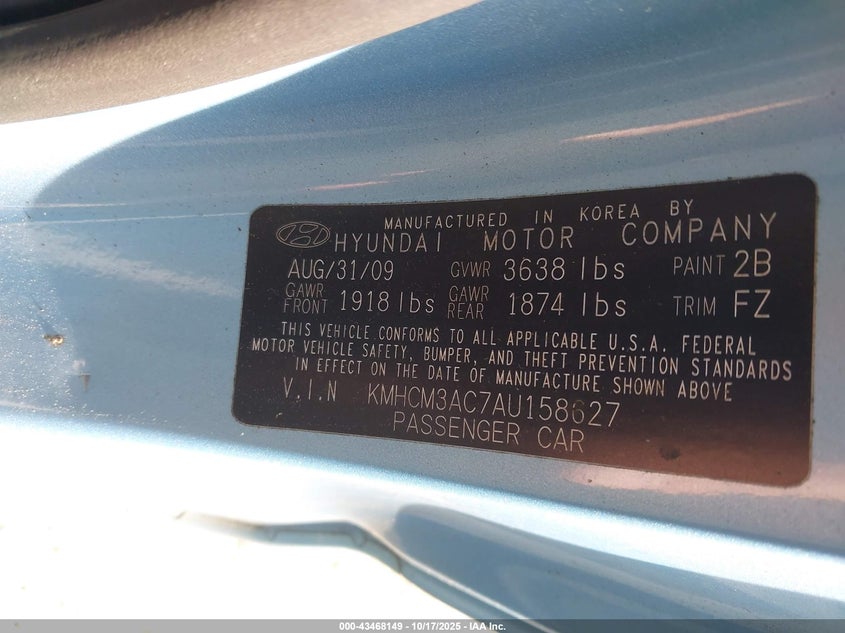 MANUFACTURED IN KOREA BY
HYUNDAI MOTOR COMPANY
AUG/31/09 GVWR 3638 lbs PAINT 2B
GAWR FRONT 1918 lbs GAWR REAR 1874 lbs TRIM FZ
THIS VEHICLE CONFORMS TO ALL APPLICABLE U.S.A. FEDERAL
MOTOR VEHICLE SAFETY, BUMPER, AND THEFT PREVENTION STANDARDS
IN EFFECT ON THE DATE OF MANUFACTURE SHOWN ABOVE
V.I.N KMHCM3AC7AU158627
PASSENGER CAR
000-43468149 - 10/17/2025 - IAA Inc.